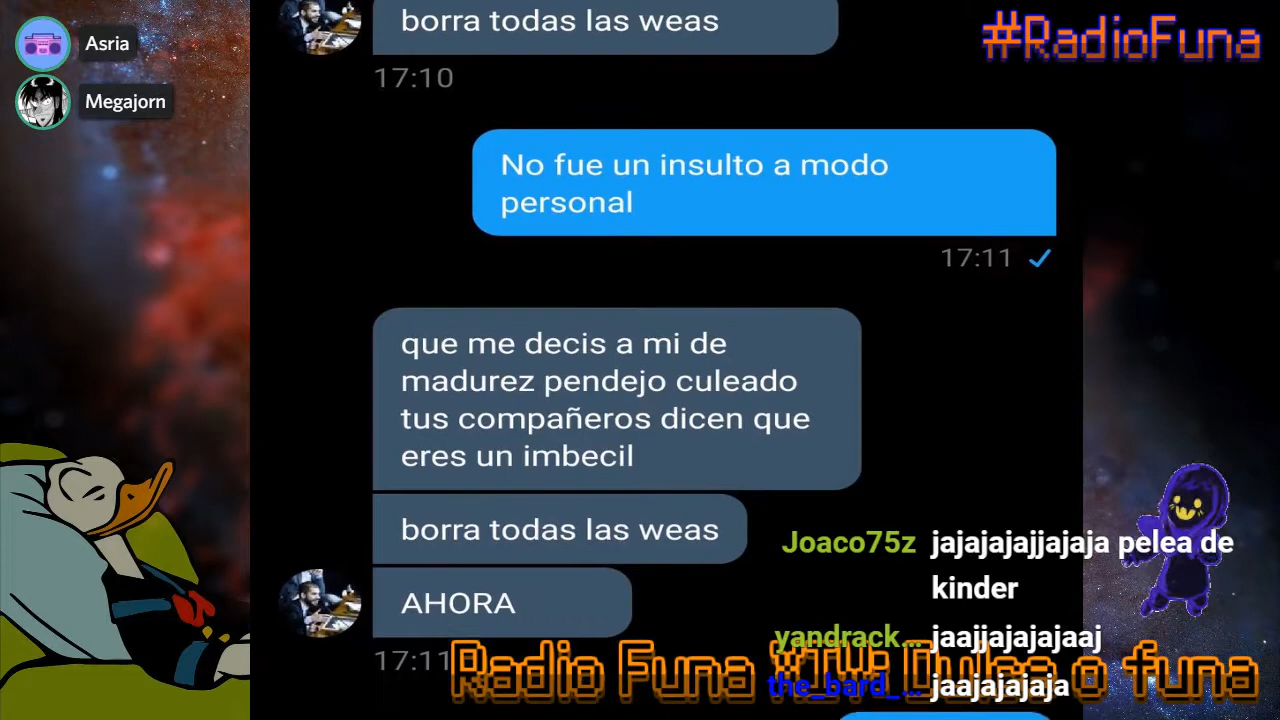 Asria
Megajorn
#RadioFuna
borra todas las weas
17:10
No fue un insulto a modo
personal
17:11
que me decis a mi de
madurez pendejo culeado
tus compañeros dicen que
eres un imbecil
borra todas las weas
AHORA
17:11
Joaco75z jajajajajjajaja pelea de
kinder
yandrack... jaajjajajajaaj
the_bard_... jaajajajaja
Radio Funa o funa